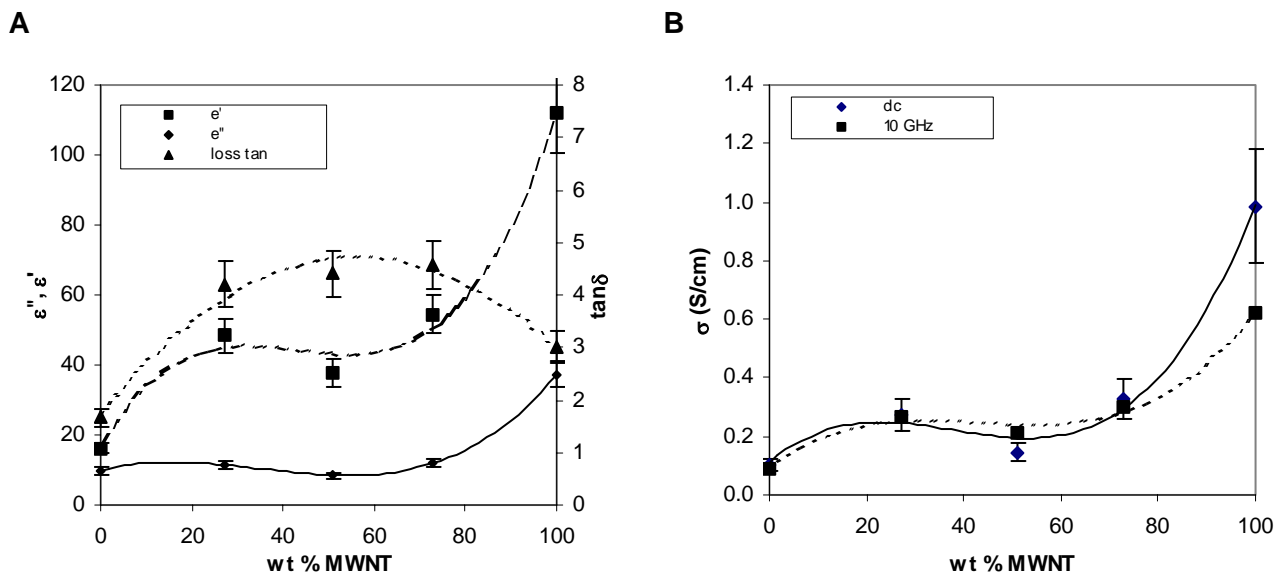 A
120
100
80
60
40
20
0
ε", ε'
e'
e"
loss tan
8
7
6
5
4
3
2
1
0
tanδ
0 20 40 60 80 100
wt % MWNT
B
1.4
1.2
1.0
0.8
0.6
0.4
0.2
0.0
σ (S/cm)
dc
10 GHz
0 20 40 60 80 100
wt % MWNT